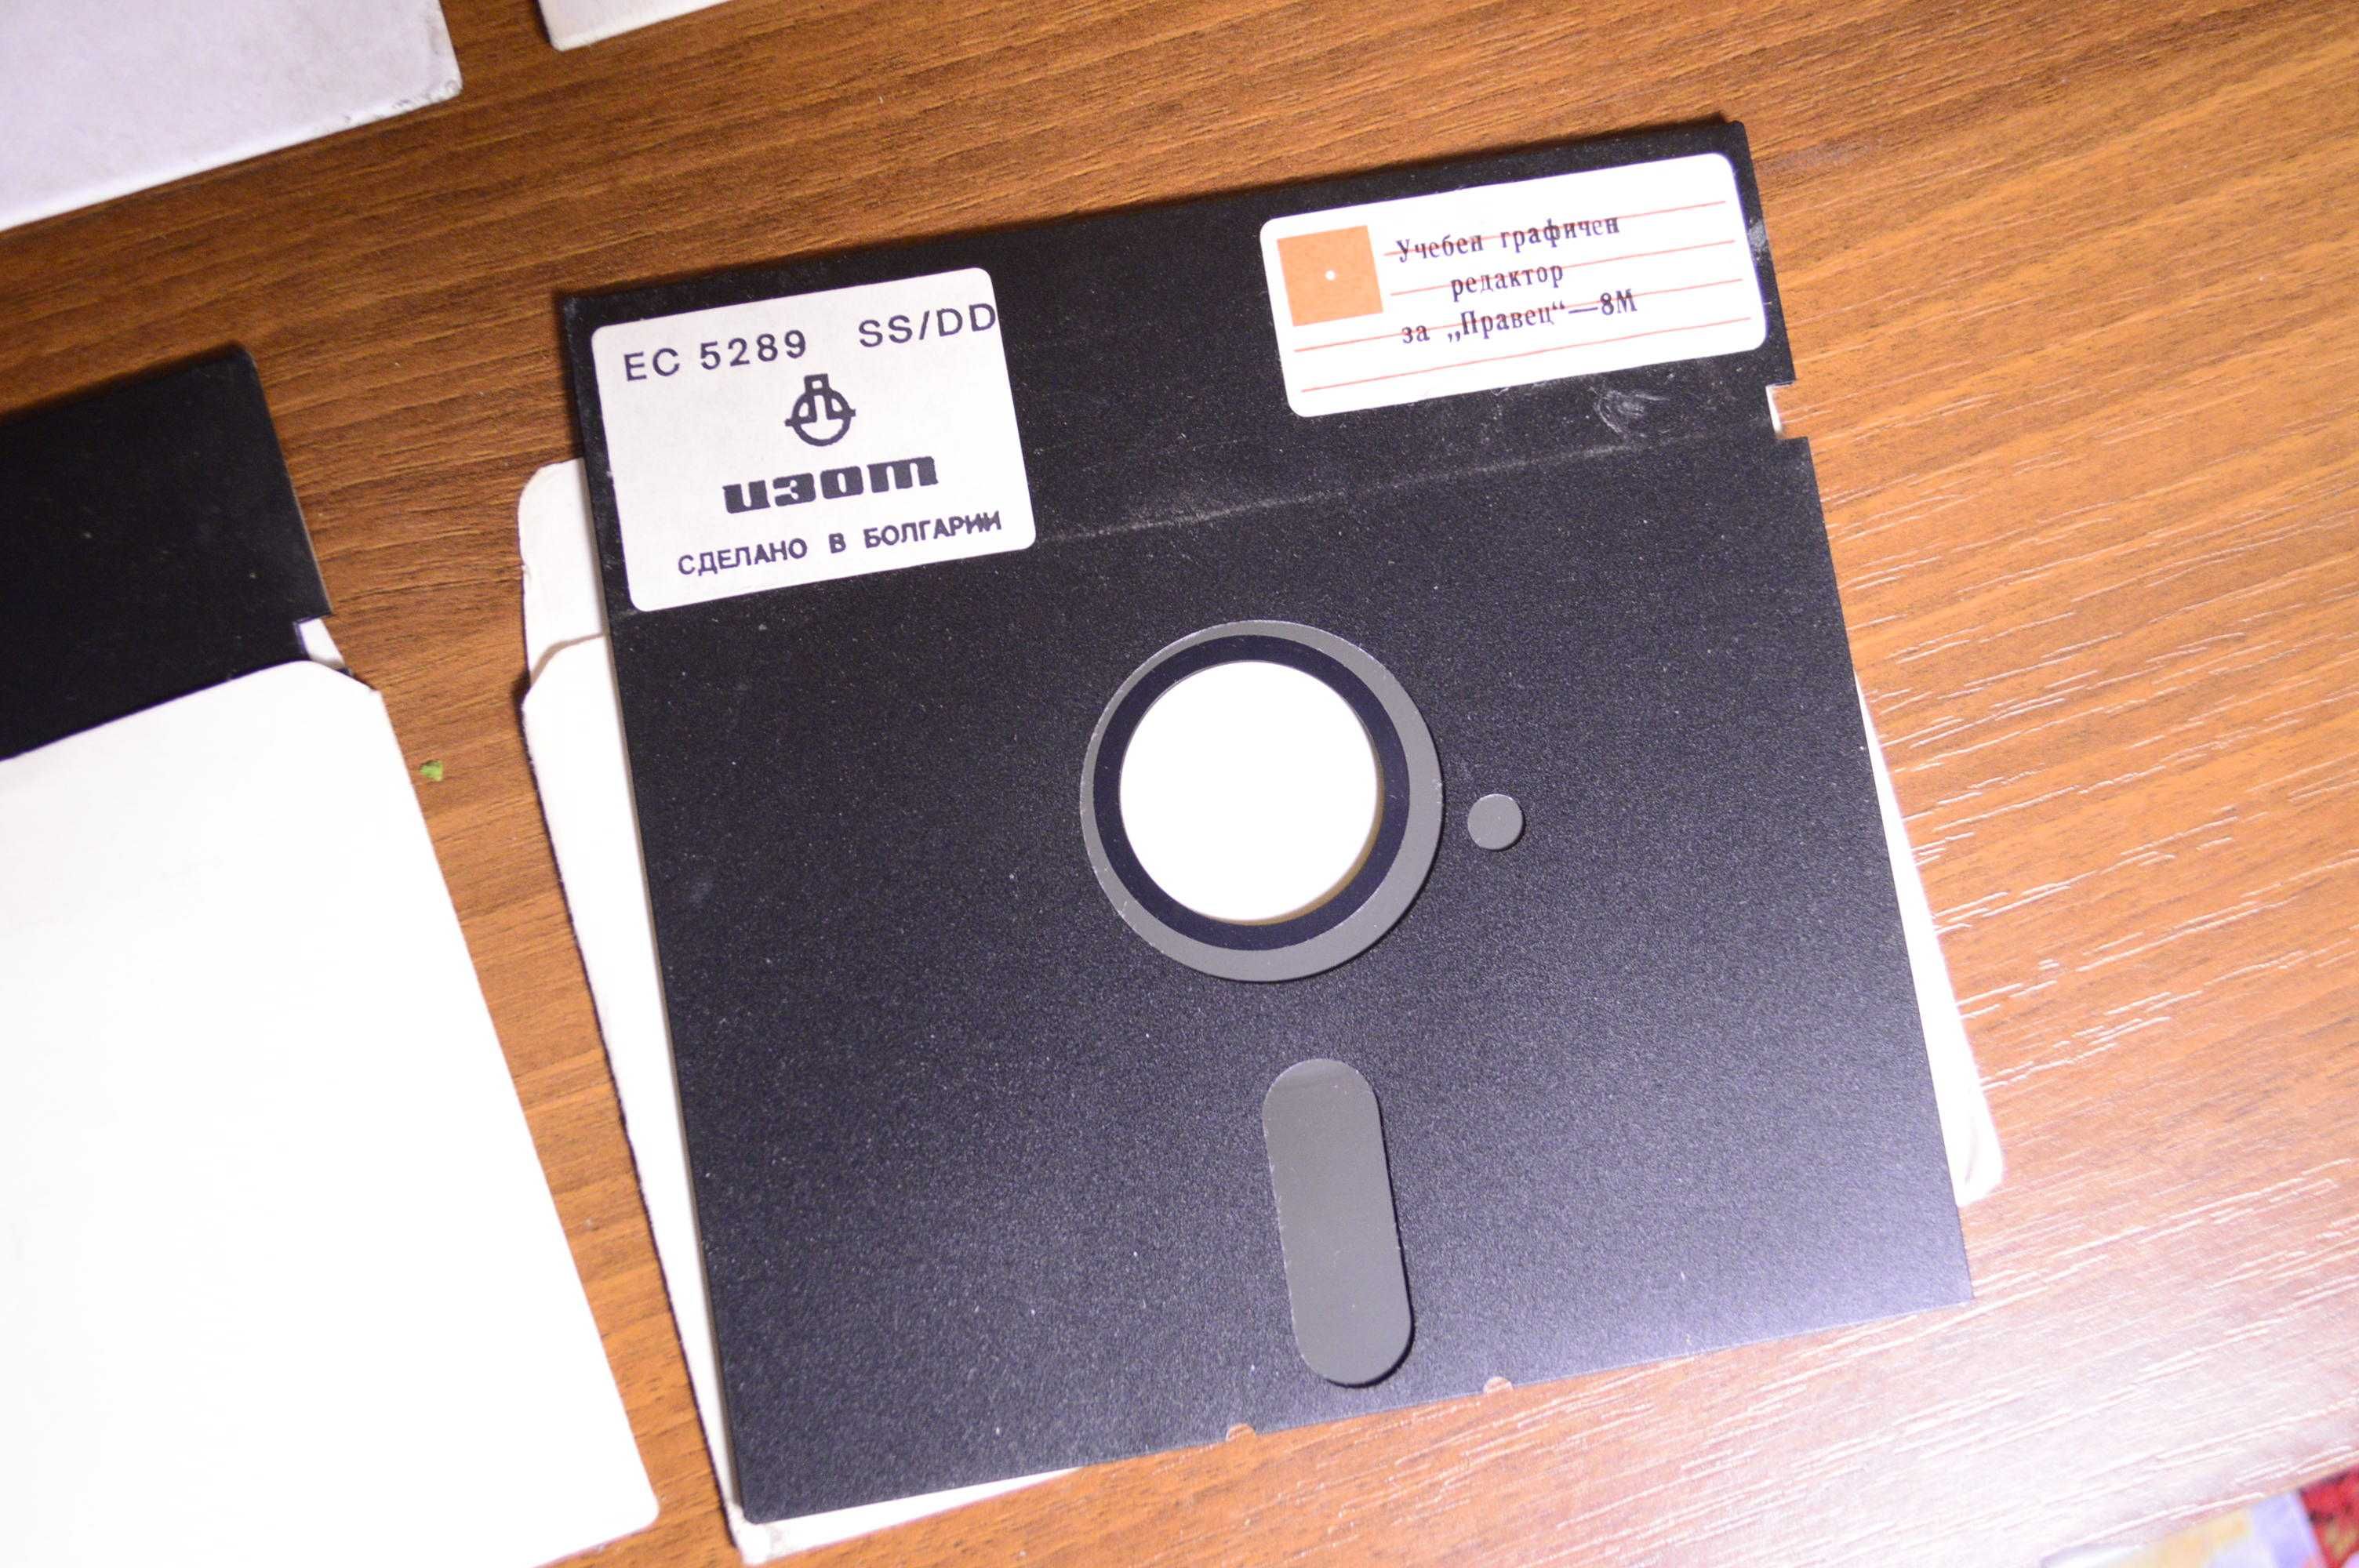 ЕС 5289 SS/DD
изот
СДЕЛАНО В БОЛГАРИИ
Учебен графичен
редактор
за „Правец“—8М